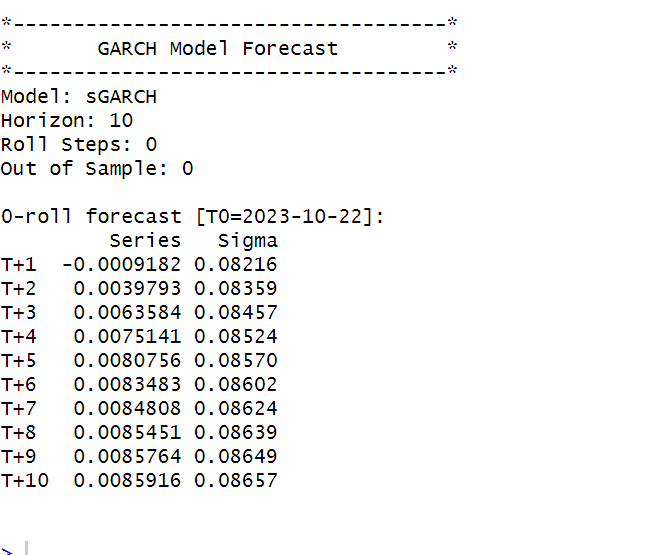 *------------------------------------*
*       GARCH Model Forecast         *
*------------------------------------*
Model: sGARCH
Horizon: 10
Roll Steps: 0
Out of Sample: 0

0-roll forecast [T0=2023-10-22]:
         Series   Sigma
T+1  -0.0009182 0.08216
T+2   0.0039793 0.08359
T+3   0.0063584 0.08457
T+4   0.0075141 0.08524
T+5   0.0080756 0.08570
T+6   0.0083483 0.08602
T+7   0.0084808 0.08624
T+8   0.0085451 0.08639
T+9   0.0085764 0.08649
T+10  0.0085916 0.08657

>